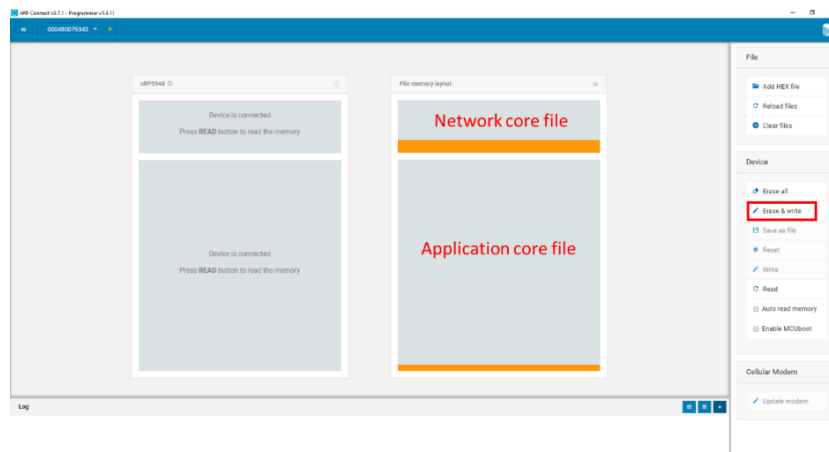 nRF Connect v3.7.1 - Programmer v1.4.11
000480079343
nRF5340
Device is connected
Press READ button to read the memory
Device is connected
Press READ button to read the memory
File memory layout
Network core file
Application core file
File
Add HEX file
Reload files
Clear files
Device
Erase all
Erase & write
Save as file
Reset
Write
Read
Auto read memory
Enable MCUboot
Cellular Modem
Update modem
Log